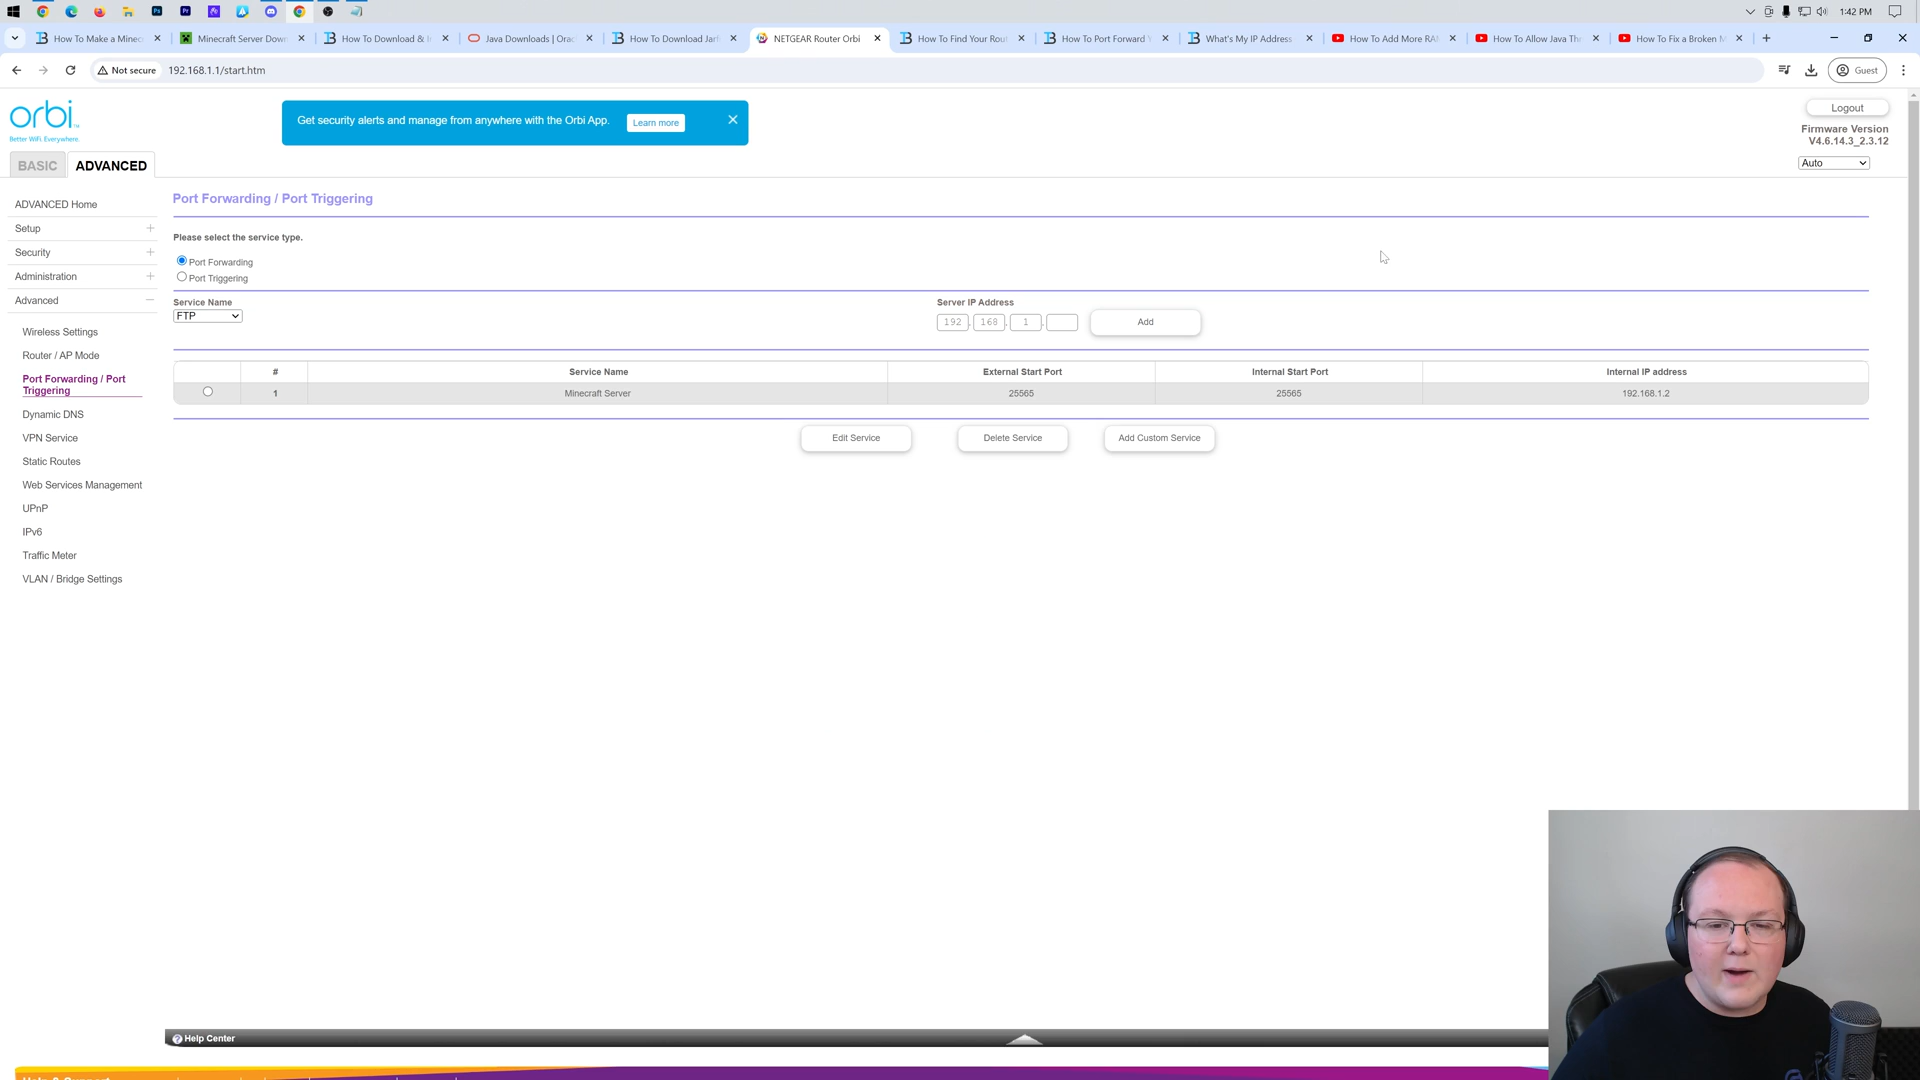 1:42 PM
How To Make a Minec
Minecraft Server Down
How To Download & I
Java Downloads | Orac
How To Download Jarf
NETGEAR Router Orbi
How To Find Your Rou
How To Port Forward Y
What's My IP Address
How To Add More RA
How To Allow Java Th
How To Fix a Broken M
Not secure
192.168.1.1/start.htm
Guest
orbi
Better WiFi. Everywhere.
Get security alerts and manage from anywhere with the Orbi App.
Learn more
Logout
Firmware Version
V4.6.14.3_2.3.12
Auto
BASIC
ADVANCED
ADVANCED Home
Setup
Security
Administration
Advanced
Wireless Settings
Router / AP Mode
Port Forwarding / Port
Triggering
Dynamic DNS
VPN Service
Static Routes
Web Services Management
UPnP
IPv6
Traffic Meter
VLAN / Bridge Settings
Port Forwarding / Port Triggering
Please select the service type.
Port Forwarding
Port Triggering
Service Name
FTP
Server IP Address
192 . 168 . 1 .
Add
# Service Name External Start Port Internal Start Port Internal IP address
1 Minecraft Server 25565 25565 192.168.1.2
Edit Service
Delete Service
Add Custom Service
Help Center